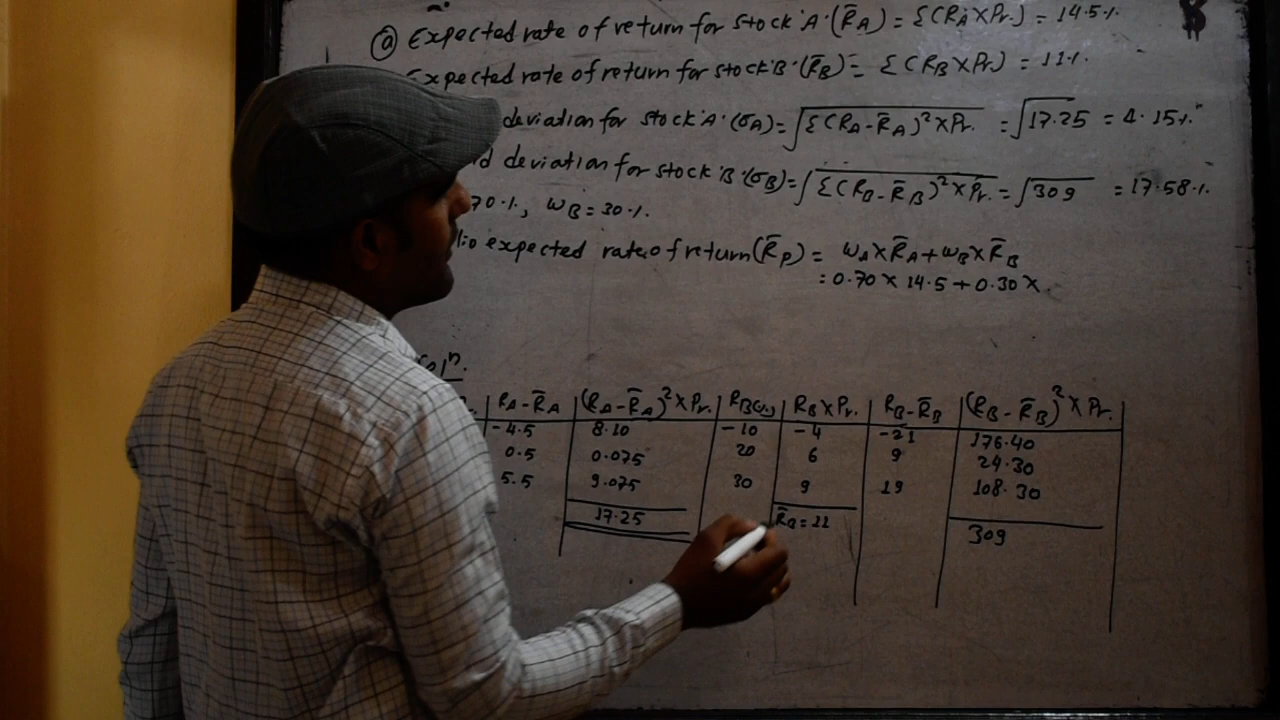 ⓐ Expected rate of return for stock 'A' (R̄A) = Σ(RA×Pr.) = 14.5%.
Expected rate of return for stock 'B' (R̄B) = Σ(RB×Pr) = 11%.
deviation for stock 'A' (σA) = √Σ(RA-R̄A)²×Pr. = √17.25 = 4.15%.
deviation for stock 'B' (σB) = √Σ(RB-R̄B)²×Pr. = √309 = 17.58%.
70%, wB = 30%.
lio expected rate of return (R̄p) = wA×R̄A+wB×R̄B
= 0.70×14.5+0.30×
Solⁿ.
RA-R̄A (RA-R̄A)²×Pr. RB(%) RB×Pr. RB-R̄B (RB-R̄B)²×Pr.
-4.5 8.10 -10 -4 -21 176.40
0.5 0.075 20 6 9 24.30
5.5 9.075 30 9 19 108.30
17.25 R̄B=11 309